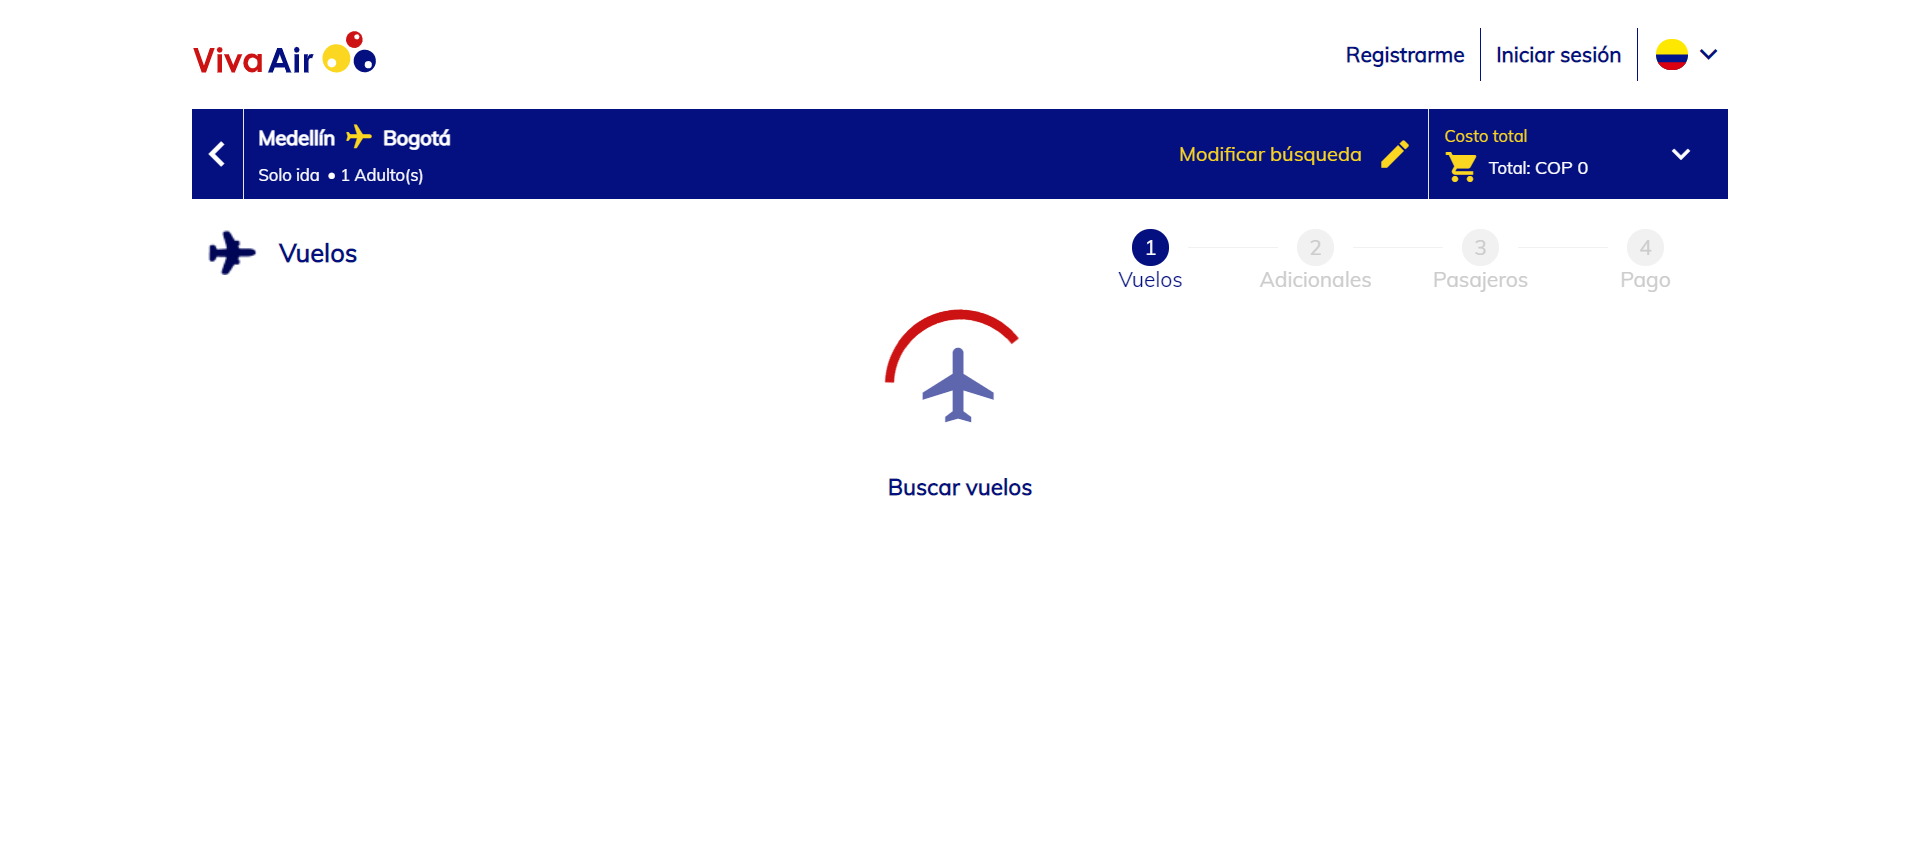 Viva Air
Registrarme
Iniciar sesión
Medellín Bogotá
Solo ida • 1 Adulto(s)
Modificar búsqueda
Costo total
Total: COP 0
Vuelos
1
Vuelos
2
Adicionales
3
Pasajeros
4
Pago
Buscar vuelos